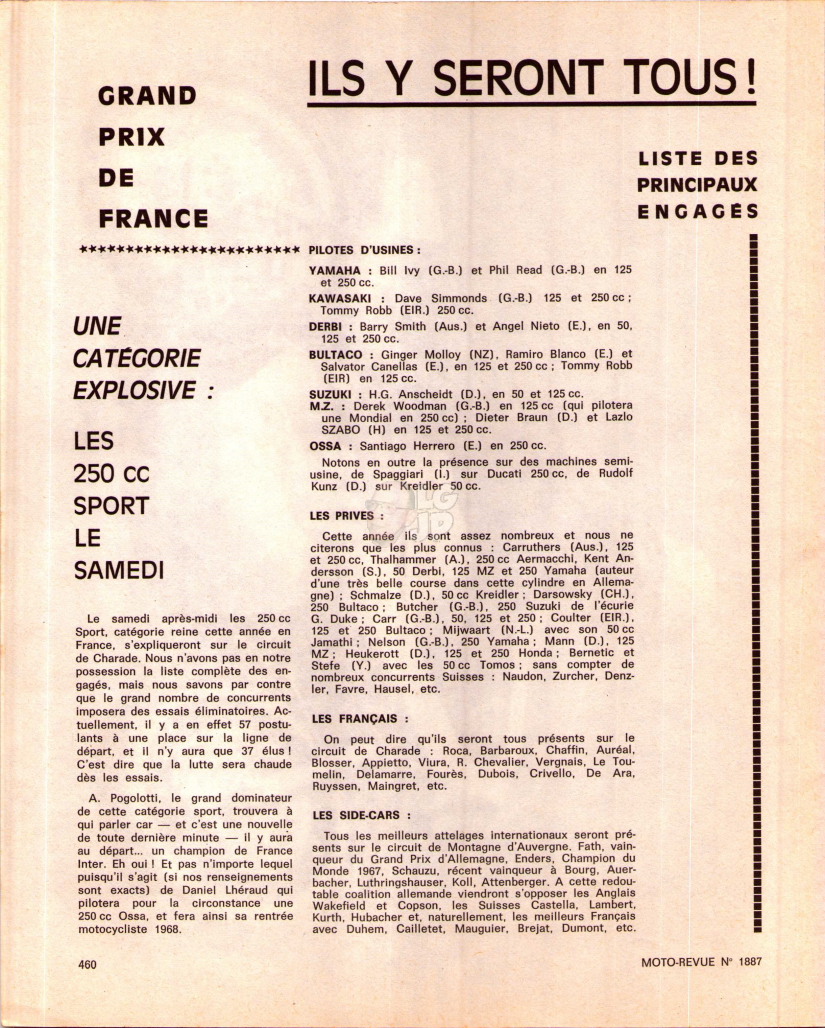 GRAND
PRIX
DE
FRANCE
ILS Y SERONT TOUS !
LISTE DES
PRINCIPAUX
ENGAGÉS
UNE
CATÉGORIE
EXPLOSIVE :
LES
250 CC
SPORT
LE
SAMEDI
Le samedi après-midi les 250 cc
Sport, catégorie reine cette année en
France, s'expliqueront sur le circuit
de Charade. Nous n'avons pas en notre
possession la liste complète des en-
gagés, mais nous savons par contre
que le grand nombre de concurrents
imposera des essais éliminatoires. Ac-
tuellement, il y a en effet 57 postu-
lants à une place sur la ligne de
départ, et il n'y aura que 37 élus !
C'est dire que la lutte sera chaude
dès les essais.
A. Pogolotti, le grand dominateur
de cette catégorie sport, trouvera à
qui parler car — et c'est une nouvelle
de toute dernière minute — il y aura
au départ... un champion de France
Inter. Eh oui ! Et pas n'importe lequel
puisqu'il s'agit (si nos renseignements
sont exacts) de Daniel Lhéraud qui
pilotera pour la circonstance une
250 cc Ossa, et fera ainsi sa rentrée
motocycliste 1968.
PILOTES D'USINES :
YAMAHA : Bill Ivy (G.-B.) et Phil Read (G.-B.) en 125
et 250 cc.
KAWASAKI : Dave Simmonds (G.-B.) 125 et 250 cc ;
Tommy Robb (EIR.) 250 cc.
DERBI : Barry Smith (Aus.) et Angel Nieto (E.), en 50,
125 et 250 cc.
BULTACO : Ginger Molloy (NZ), Ramiro Blanco (E.) et
Salvator Canellas (E.), en 125 et 250 cc ; Tommy Robb
(EIR) en 125 cc.
SUZUKI : H.G. Anscheidt (D.), en 50 et 125 cc.
M.Z. : Derek Woodman (G.-B.) en 125 cc (qui pilotera
une Mondial en 250 cc) ; Dieter Braun (D.) et Lazlo
SZABO (H) en 125 et 250 cc.
OSSA : Santiago Herrero (E.) en 250 cc.
Notons en outre la présence sur des machines semi-
usine, de Spaggiari (I.) sur Ducati 250 cc, de Rudolf
Kunz (D.) sur Kreidler 50 cc.
LES PRIVES :
Cette année ils sont assez nombreux et nous ne
citerons que les plus connus : Carruthers (Aus.), 125
et 250 cc, Thalhammer (A.), 250 cc Aermacchi, Kent An-
dersson (S.), 50 Derbi, 125 MZ et 250 Yamaha (auteur
d'une très belle course dans cette cylindre en Allema-
gne) ; Schmalze (D.), 50 cc Kreidler ; Darsowsky (CH.),
250 Bultaco ; Butcher (G.-B.), 250 Suzuki de l'écurie
G. Duke ; Carr (G.-B.), 50, 125 et 250 ; Coulter (EIR.),
125 et 250 Bultaco ; Mijwaart (N.-L.) avec son 50 cc
Jamathi ; Nelson (G.-B.), 250 Yamaha ; Mann (D.), 125
MZ ; Heukerott (D.), 125 et 250 Honda ; Bernetic et
Stefe (Y.) avec les 50 cc Tomos ; sans compter de
nombreux concurrents Suisses : Naudon, Zurcher, Denz-
ler, Favre, Hausel, etc.
LES FRANÇAIS :
On peut dire qu'ils seront tous présents sur le
circuit de Charade : Roca, Barbaroux, Chaffin, Auréal,
Blosser, Appietto, Viura, R. Chevalier, Vergnais, Le Tou-
melin, Delamarre, Fourès, Dubois, Crivello, De Ara,
Ruyssen, Maingret, etc.
LES SIDE-CARS :
Tous les meilleurs attelages internationaux seront pré-
sents sur le circuit de Montagne d'Auvergne. Fath, vain-
queur du Grand Prix d'Allemagne, Enders, Champion du
Monde 1967, Schauzu, récent vainqueur à Bourg, Auer-
bacher, Luthringshauser, Koll, Attenberger. A cette redou-
table coalition allemande viendront s'opposer les Anglais
Wakefield et Copson, les Suisses Castella, Lambert,
Kurth, Hubacher et, naturellement, les meilleurs Français
avec Duhem, Cailletet, Mauguier, Brejat, Dumont, etc.
460
MOTO-REVUE N° 1887